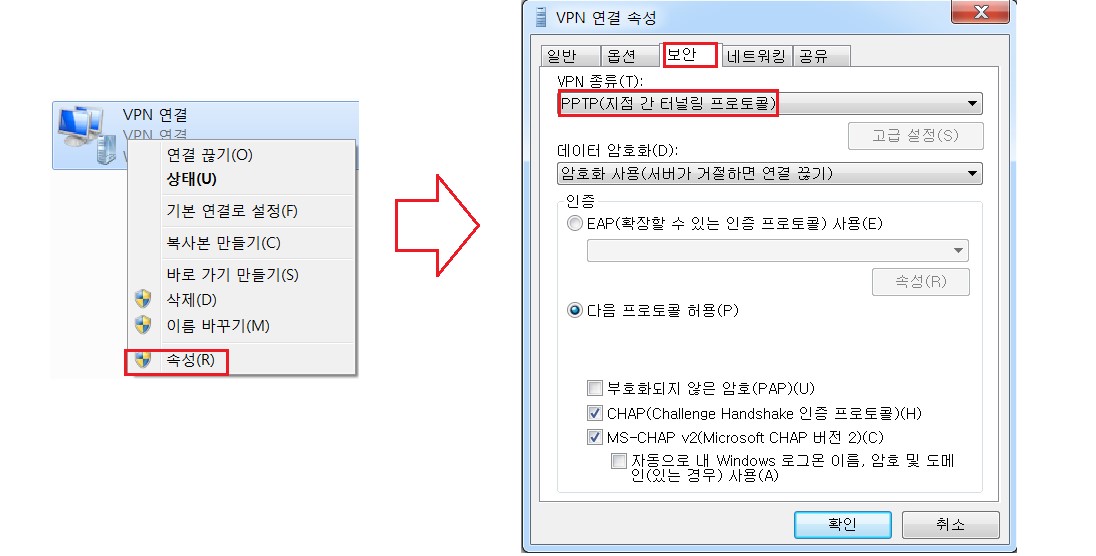 VPN 연결
VPN 연결
연결 끊기(O)
상태(U)
기본 연결로 설정(F)
복사본 만들기(C)
바로 가기 만들기(S)
삭제(D)
이름 바꾸기(M)
속성(R)
VPN 연결 속성
일반 옵션 보안 네트워킹 공유
VPN 종류(T):
PPTP(지점 간 터널링 프로토콜)
고급 설정(S)
데이터 암호화(D):
암호화 사용(서버가 거절하면 연결 끊기)
인증
EAP(확장할 수 있는 인증 프로토콜) 사용(E)
속성(R)
다음 프로토콜 허용(P)
부호화되지 않은 암호(PAP)(U)
CHAP(Challenge Handshake 인증 프로토콜)(H)
MS-CHAP v2(Microsoft CHAP 버전 2)(C)
자동으로 내 Windows 로그온 이름, 암호 및 도메
인(있는 경우) 사용(A)
확인 취소